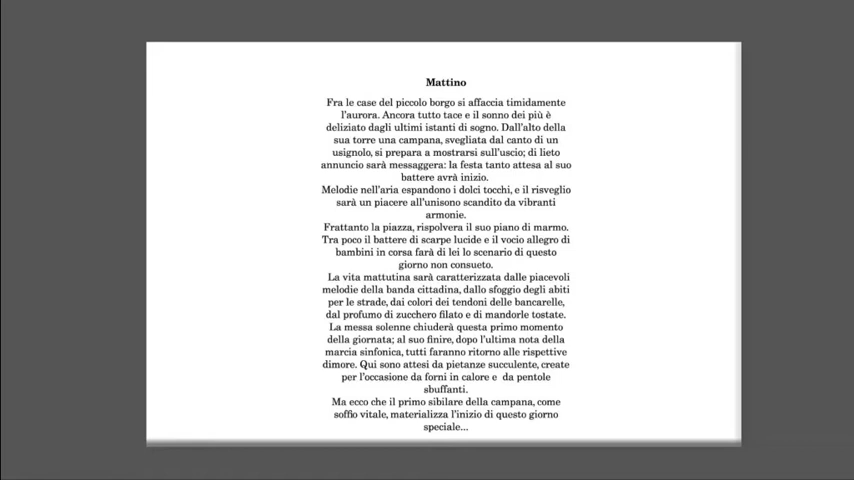 Mattino
Fra le case del piccolo borgo si affaccia timidamente
l'aurora. Ancora tutto tace e il sonno dei più è
deliziato dagli ultimi istanti di sogno. Dall'alto della
sua torre una campana, svegliata dal canto di un
usignolo, si prepara a mostrarsi sull'uscio; di lieto
annuncio sarà messaggera: la festa tanto attesa al suo
battere avrà inizio.
Melodie nell'aria espandono i dolci tocchi, e il risveglio
sarà un piacere all'unisono scandito da vibranti
armonie.
Frattanto la piazza, rispolvera il suo piano di marmo.
Tra poco il battere di scarpe lucide e il vocio allegro di
bambini in corsa farà di lei lo scenario di questo
giorno non consueto.
La vita mattutina sarà caratterizzata dalle piacevoli
melodie della banda cittadina, dallo sfoggio degli abiti
per le strade, dai colori dei tendoni delle bancarelle,
dal profumo di zucchero filato e di mandorle tostate.
La messa solenne chiuderà questa primo momento
della giornata; al suo finire, dopo l'ultima nota della
marcia sinfonica, tutti faranno ritorno alle rispettive
dimore. Qui sono attesi da pietanze succulente, create
per l'occasione da forni in calore e  da pentole
sbuffanti.
Ma ecco che il primo sibilare della campana, come
soffio vitale, materializza l'inizio di questo giorno
speciale...